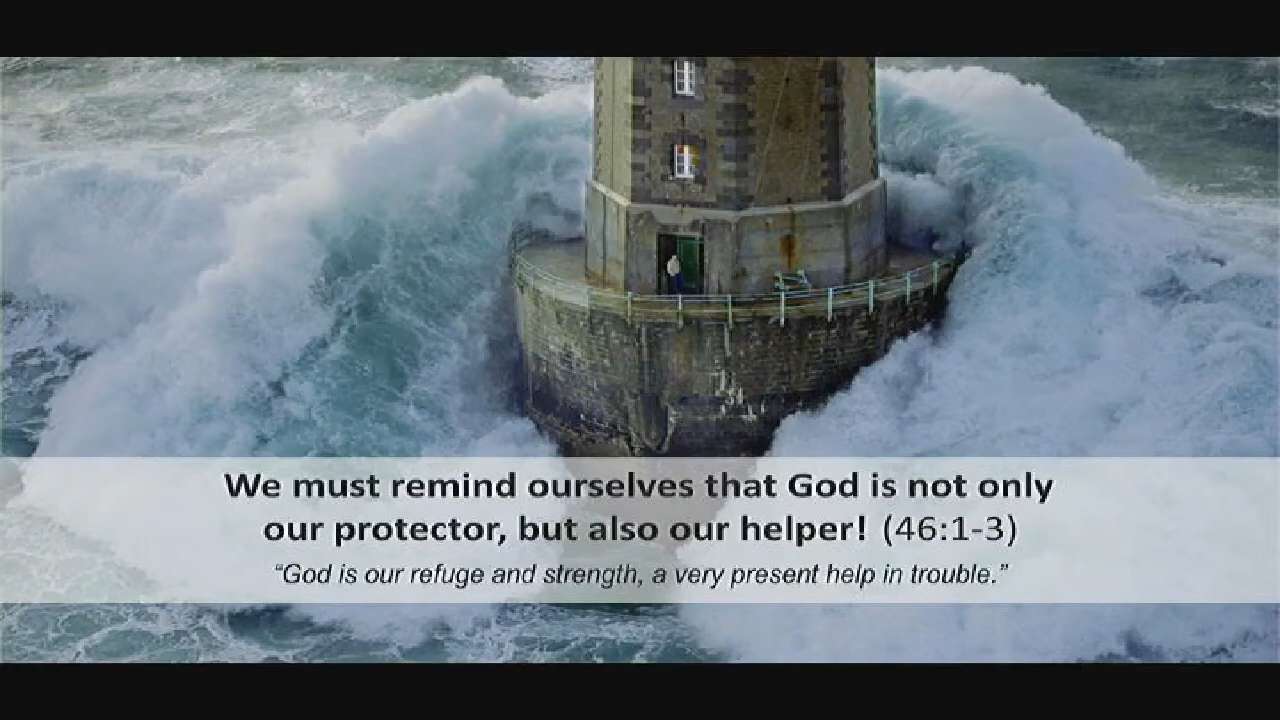 We must remind ourselves that God is not only
our protector, but also our helper! (46:1-3)
“God is our refuge and strength, a very present help in trouble.”